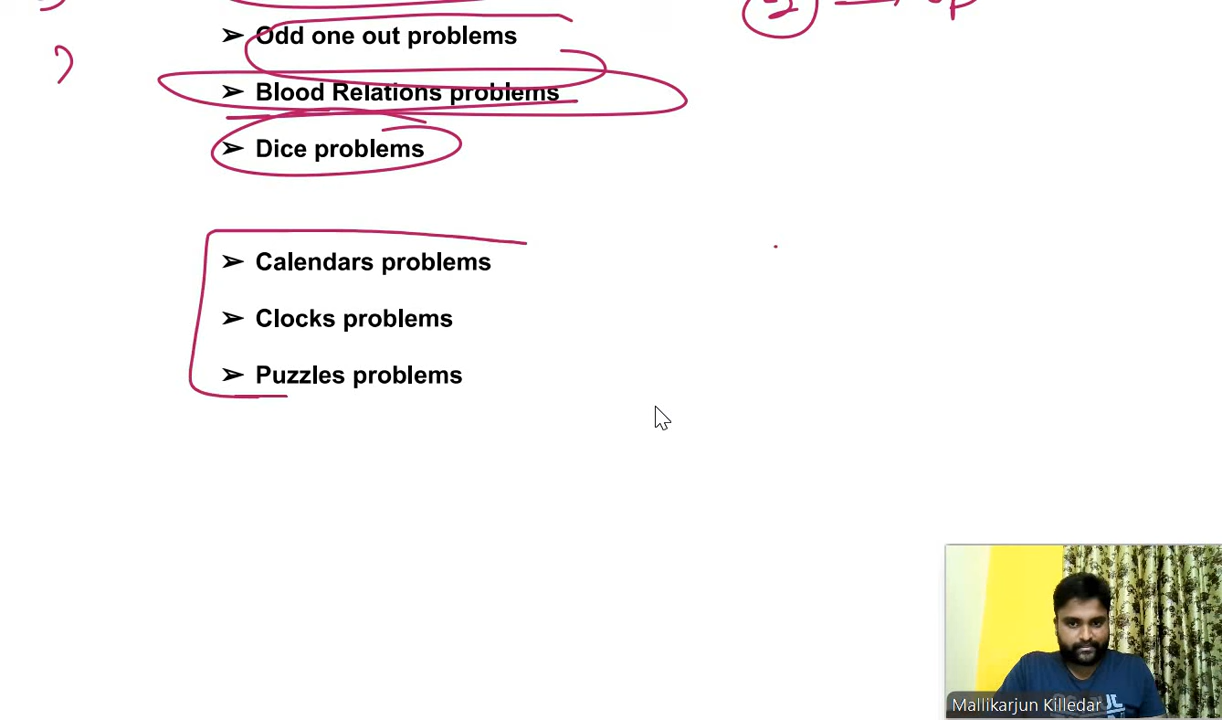 ➢ Odd one out problems
➢ Blood Relations problems
➢ Dice problems
➢ Calendars problems
➢ Clocks problems
➢ Puzzles problems
Mallikarjun Killedar